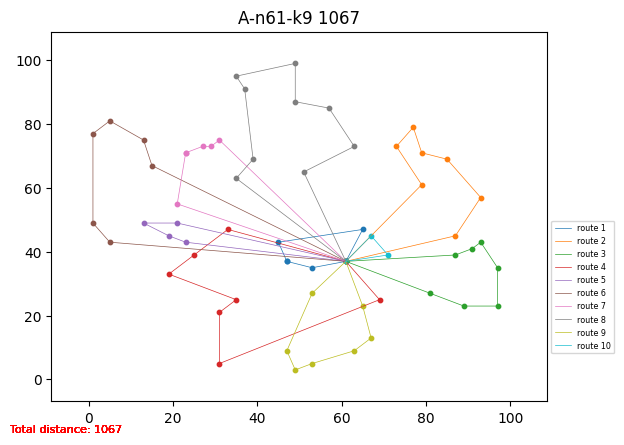 A-n61-k9 1067
100
80
60
40
20
0
0 20 40 60 80 100
route 1
route 2
route 3
route 4
route 5
route 6
route 7
route 8
route 9
route 10
Total distance: 1067